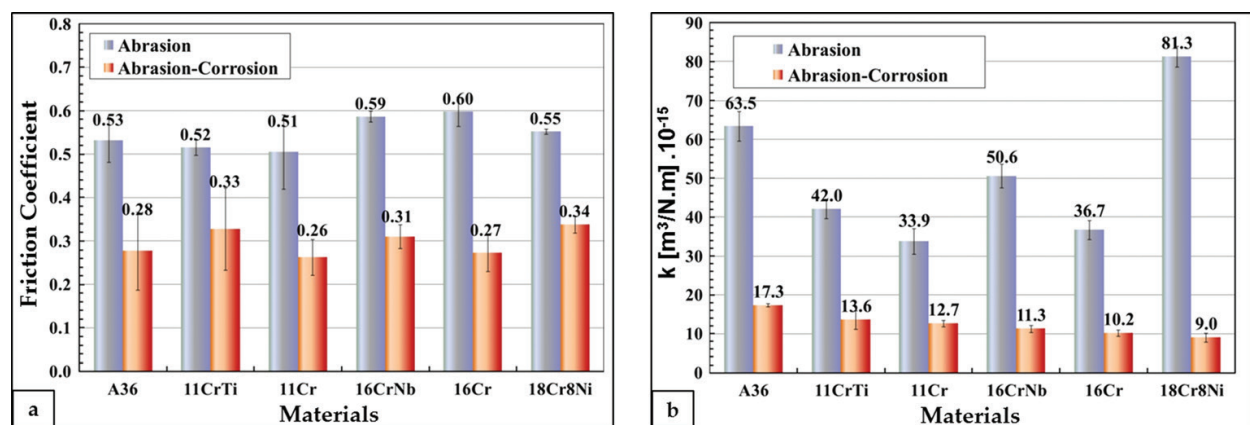 0.8
0.7
0.6
0.5
0.4
0.3
0.2
0.1
0.0
Friction Coefficient
Abrasion
Abrasion-Corrosion
0.53
0.52
0.51
0.59
0.60
0.55
0.28
0.33
0.26
0.31
0.27
0.34
A36
11CrTi
11Cr
16CrNb
16Cr
18Cr8Ni
Materials
a
90
80
70
60
50
40
30
20
10
0
k [m³/N.m] .10⁻¹⁵
Abrasion
Abrasion-Corrosion
63.5
42.0
33.9
50.6
36.7
81.3
17.3
13.6
12.7
11.3
10.2
9.0
A36
11CrTi
11Cr
16CrNb
16Cr
18Cr8Ni
Materials
b